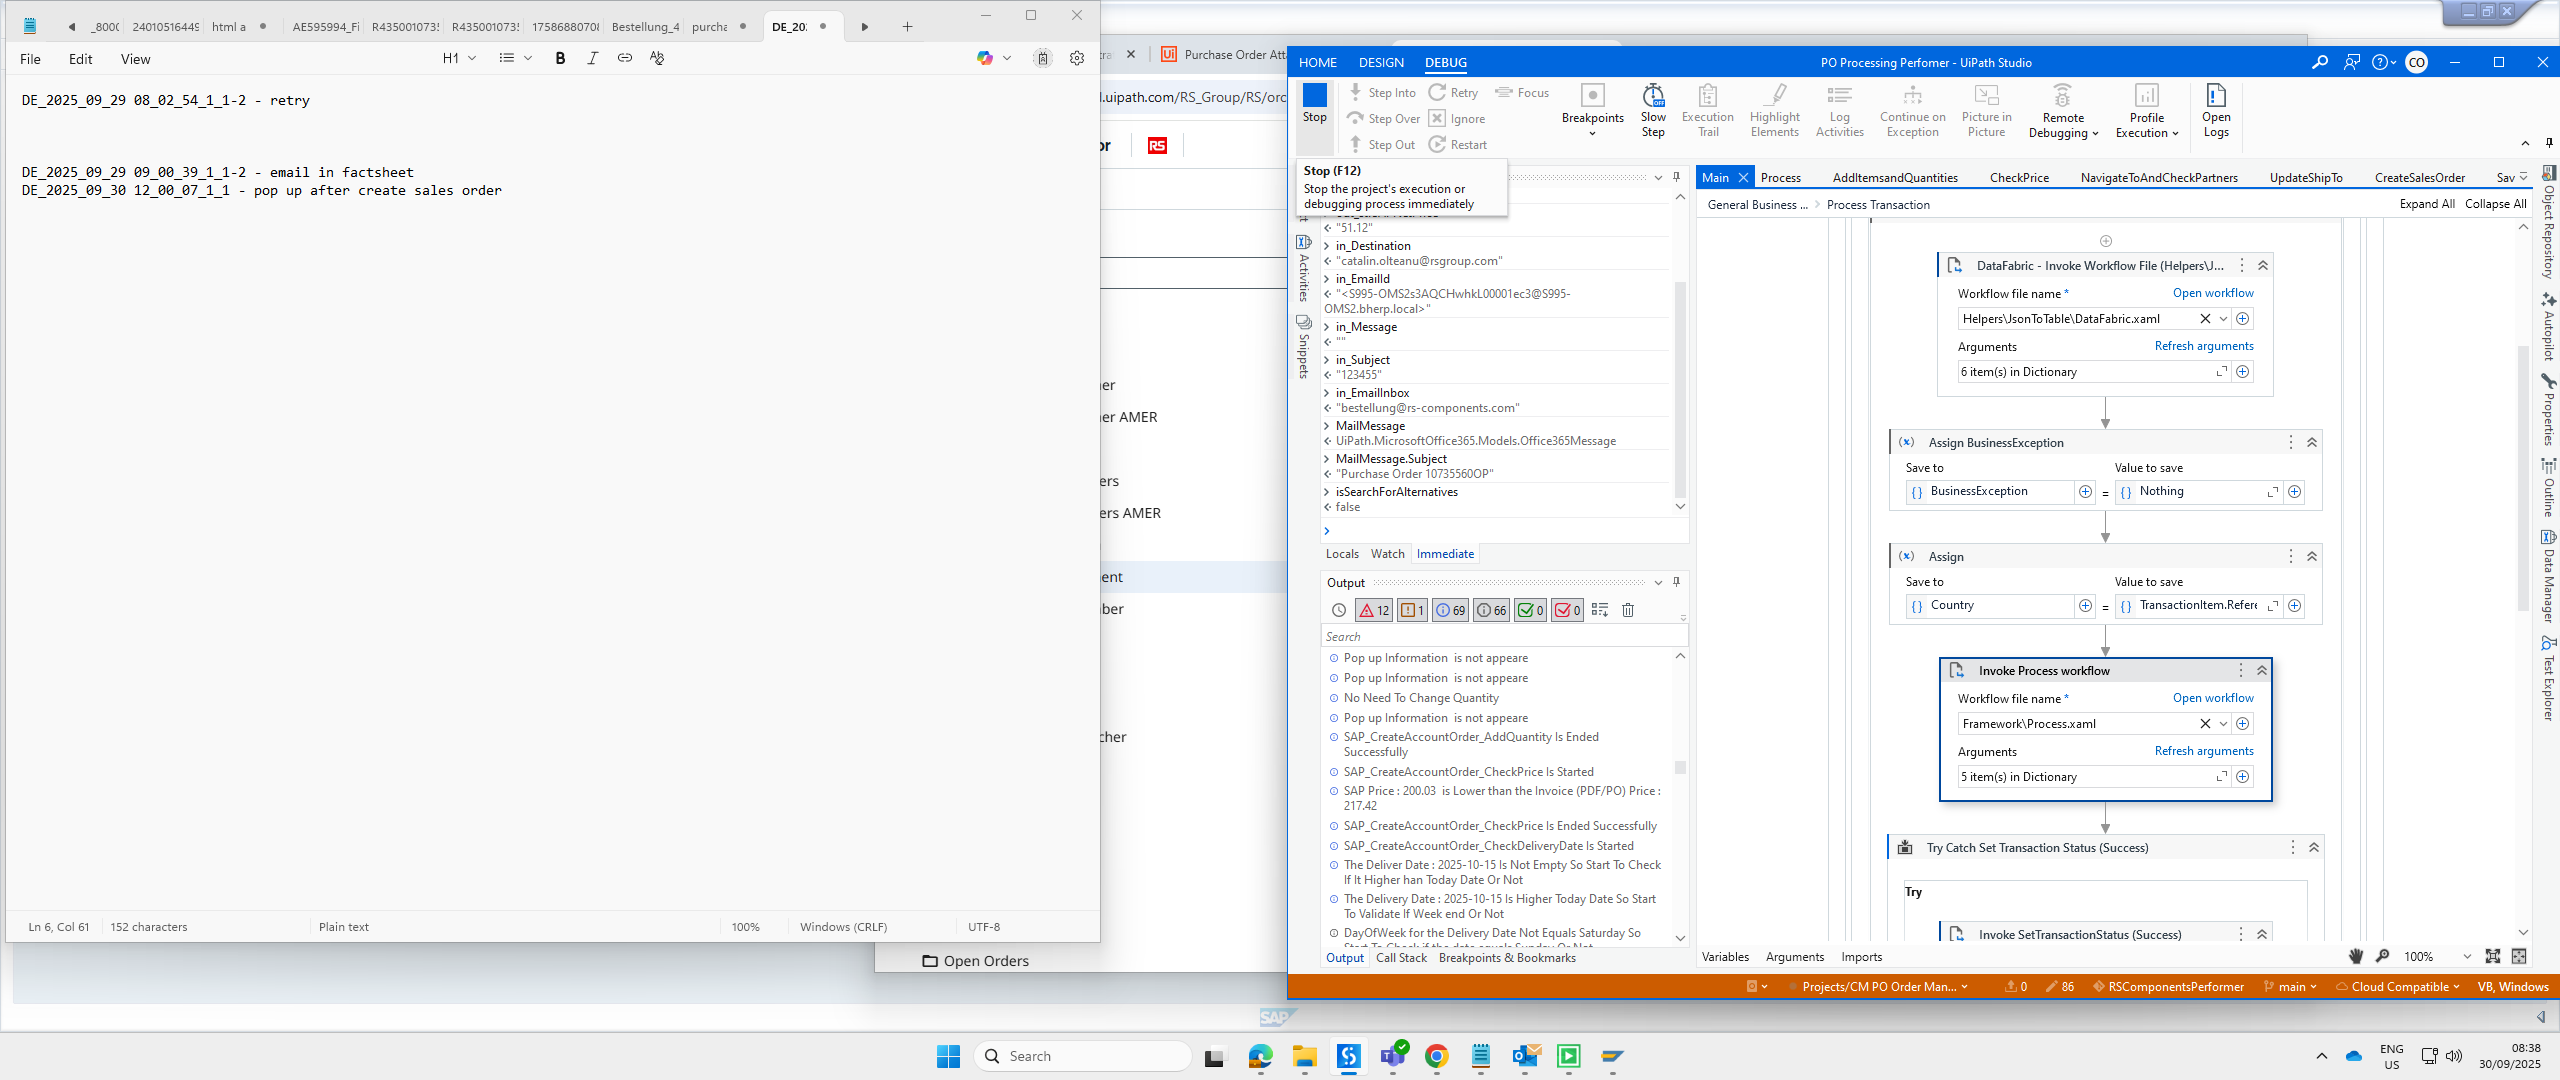 _800(
24010516449
html a
AE595994_Fi
R4350010735
R4350010735
17586880708
Bestellung_4
purcha
DE_202
File
Edit
View
H1
DE_2025_09_29 08_02_54_1_1-2 - retry
DE_2025_09_29 09_00_39_1_1-2 - email in factsheet
DE_2025_09_30 12_00_07_1_1 - pop up after create sales order
Ln 6, Col 61
152 characters
Plain text
100%
Windows (CRLF)
UTF-8
Purchase Order Atta
l.uipath.com/RS_Group/RS/orc
or
RS
er
er AMER
ers
ers AMER
ent
ber
cher
Open Orders
HOME
DESIGN
DEBUG
PO Processing Perfomer - UiPath Studio
CO
Stop
Step Into
Step Over
Step Out
Retry
Ignore
Restart
Focus
Breakpoints
Slow Step
Execution Trail
Highlight Elements
Log Activities
Continue on Exception
Picture in Picture
Remote Debugging
Profile Execution
Open Logs
Stop (F12)
Stop the project's execution or
debugging process immediately
Activities
Snippets
"51.12"
in_Destination
"catalin.olteanu@rsgroup.com"
in_EmailId
"<S995-OMS2s3AQCHwhkL00001ec3@S995-
OMS2.bherp.local>"
in_Message
""
in_Subject
"123455"
in_EmailInbox
"bestellung@rs-components.com"
MailMessage
UiPath.MicrosoftOffice365.Models.Office365Message
MailMessage.Subject
"Purchase Order 10735560OP"
isSearchForAlternatives
false
Locals
Watch
Immediate
Output
12
1
69
66
0
0
Search
Pop up Information  is not appeare
Pop up Information  is not appeare
No Need To Change Quantity
Pop up Information  is not appeare
SAP_CreateAccountOrder_AddQuantity Is Ended
Successfully
SAP_CreateAccountOrder_CheckPrice Is Started
SAP Price : 200.03  is Lower than the Invoice (PDF/PO) Price :
217.42
SAP_CreateAccountOrder_CheckPrice Is Ended Successfully
SAP_CreateAccountOrder_CheckDeliveryDate Is Started
The Deliver Date : 2025-10-15 Is Not Empty So Start To Check
If It Higher han Today Date Or Not
The Delivery Date : 2025-10-15 Is Higher Today Date So Start
To Validate If Week end Or Not
DayOfWeek for the Delivery Date Not Equals Saturday So
Start To Check if the date equals Sunday Or Not
Output
Call Stack
Breakpoints & Bookmarks
Main
Process
AddItemsandQuantities
CheckPrice
NavigateToAndCheckPartners
UpdateShipTo
CreateSalesOrder
Sav
General Business ...
Process Transaction
Expand All
Collapse All
DataFabric - Invoke Workflow File (Helpers\J...
Workflow file name *
Open workflow
Helpers\JsonToTable\DataFabric.xaml
Arguments
Refresh arguments
6 item(s) in Dictionary
Assign BusinessException
Save to
Value to save
BusinessException
=
Nothing
Assign
Save to
Value to save
Country
=
TransactionItem.Refere
Invoke Process workflow
Workflow file name *
Open workflow
Framework\Process.xaml
Arguments
Refresh arguments
5 item(s) in Dictionary
Try Catch Set Transaction Status (Success)
Try
Invoke SetTransactionStatus (Success)
Variables
Arguments
Imports
100%
Object Repository
Autopilot
Properties
Outline
Data Manager
Test Explorer
Projects/CM PO Order Man...
0
86
RSComponentsPerformer
main
Cloud Compatible
VB, Windows
SAP
Search
ENG
US
08:38
30/09/2025